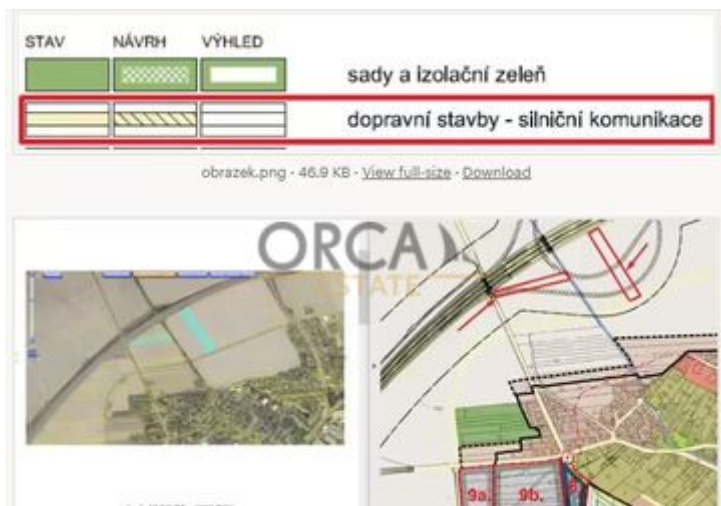 STAV NÁVRH VÝHLED
sady a izolační zeleň
dopravní stavby - silniční komunikace
obrazek.png - 46.9 KB - View full-size - Download
ORCA
ESTATE
9a. 9b.